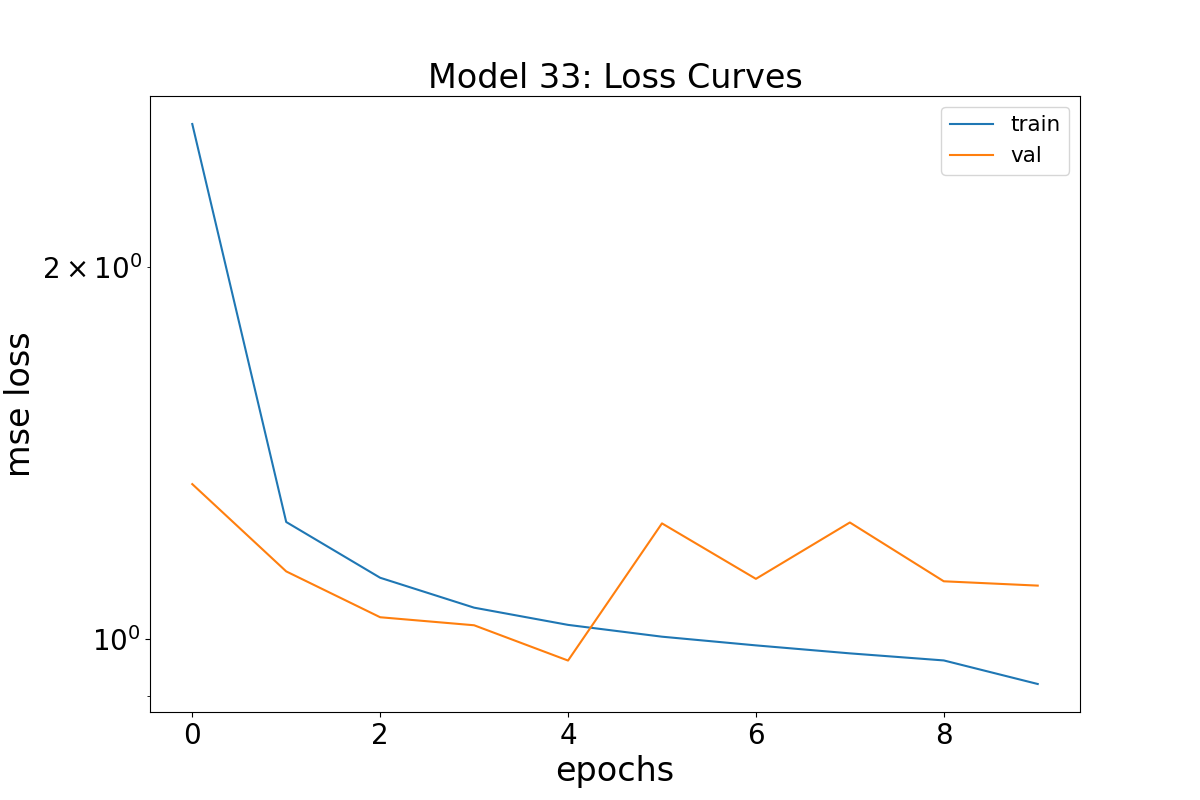 Model 33: Loss Curves
train
val
2 × 10⁰
10⁰
mse loss
0 2 4 6 8
epochs